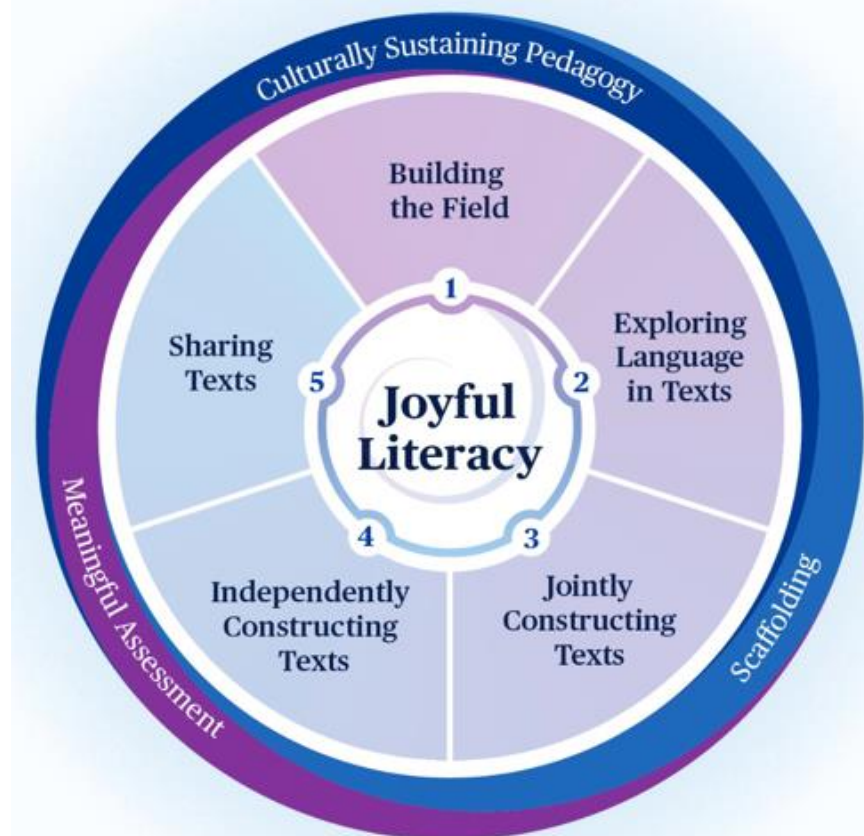 Culturally Sustaining Pedagogy
Building
the Field
1
Exploring
Language
in Texts
2
Jointly
Constructing
Texts
3
Independently
Constructing
Texts
4
Sharing
Texts
5
Joyful
Literacy
Scaffolding
Meaningful Assessment